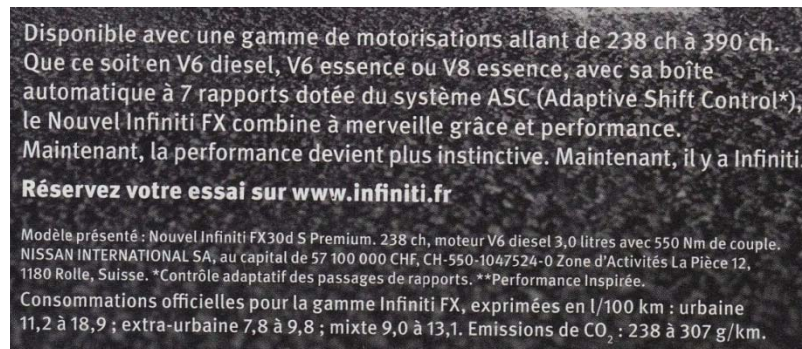 Disponible avec une gamme de motorisations allant de 238 ch à 390 ch.
Que ce soit en V6 diesel, V6 essence ou V8 essence, avec sa boîte
automatique à 7 rapports dotée du système ASC (Adaptive Shift Control*),
le Nouvel Infiniti FX combine à merveille grâce et performance.
Maintenant, la performance devient plus instinctive. Maintenant, il y a Infiniti
Réservez votre essai sur www.infiniti.fr
Modèle présenté : Nouvel Infiniti FX30d S Premium. 238 ch, moteur V6 diesel 3,0 litres avec 550 Nm de couple.
NISSAN INTERNATIONAL SA, au capital de 57 100 000 CHF, CH-550-1047524-0 Zone d'Activités La Pièce 12,
1180 Rolle, Suisse. *Contrôle adaptatif des passages de rapports. **Performance Inspirée.
Consommations officielles pour la gamme Infiniti FX, exprimées en l/100 km : urbaine
11,2 à 18,9 ; extra-urbaine 7,8 à 9,8 ; mixte 9,0 à 13,1. Emissions de CO₂ : 238 à 307 g/km.